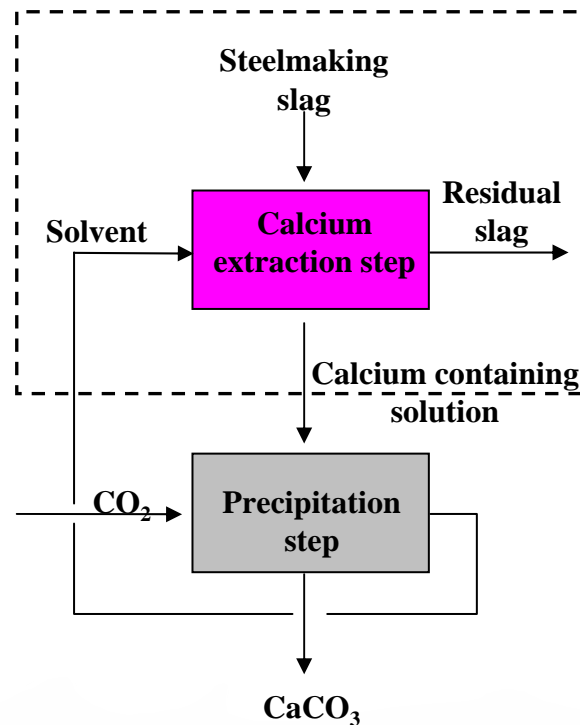 Steelmaking
slag
Residual
slag
Solvent
Calcium
extraction step
Calcium containing
solution
CO₂
Precipitation
step
CaCO₃